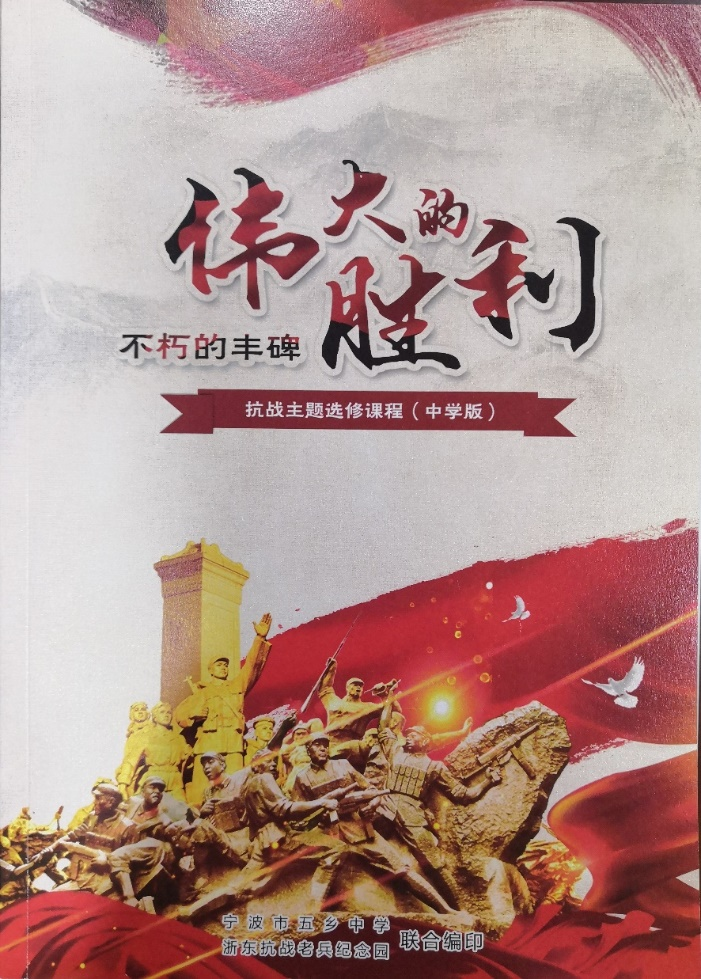 伟大的胜利
不朽的丰碑
抗战主题选修课程（中学版）
宁波市五乡中学
浙东抗战老兵纪念园
联合编印